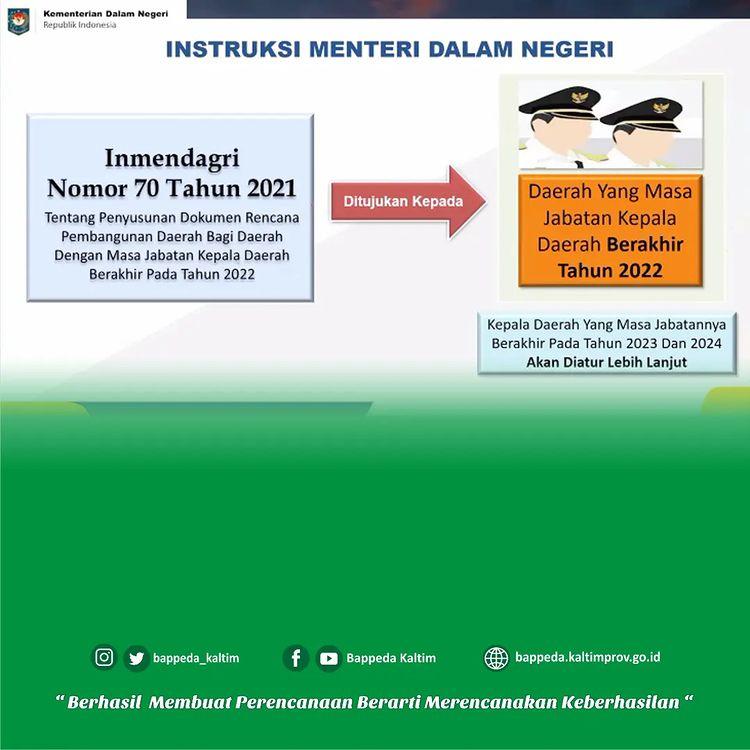 Kementerian Dalam Negeri
Republik Indonesia
INSTRUKSI MENTERI DALAM NEGERI
Inmendagri
Nomor 70 Tahun 2021
Tentang Penyusunan Dokumen Rencana
Pembangunan Daerah Bagi Daerah
Dengan Masa Jabatan Kepala Daerah
Berakhir Pada Tahun 2022
Ditujukan Kepada
Daerah Yang Masa
Jabatan Kepala
Daerah Berakhir
Tahun 2022
Kepala Daerah Yang Masa Jabatannya
Berakhir Pada Tahun 2023 Dan 2024
Akan Diatur Lebih Lanjut
bappeda_kaltim
Bappeda Kaltim
bappeda.kaltimprov.go.id
“ Berhasil Membuat Perencanaan Berarti Merencanakan Keberhasilan “